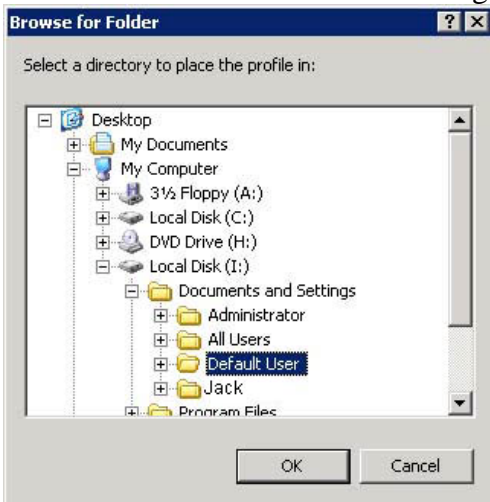 Browse for Folder
Select a directory to place the profile in:
Desktop
My Documents
My Computer
3½ Floppy (A:)
Local Disk (C:)
DVD Drive (H:)
Local Disk (I:)
Documents and Settings
Administrator
All Users
Default User
Jack
Program Files
OK Cancel